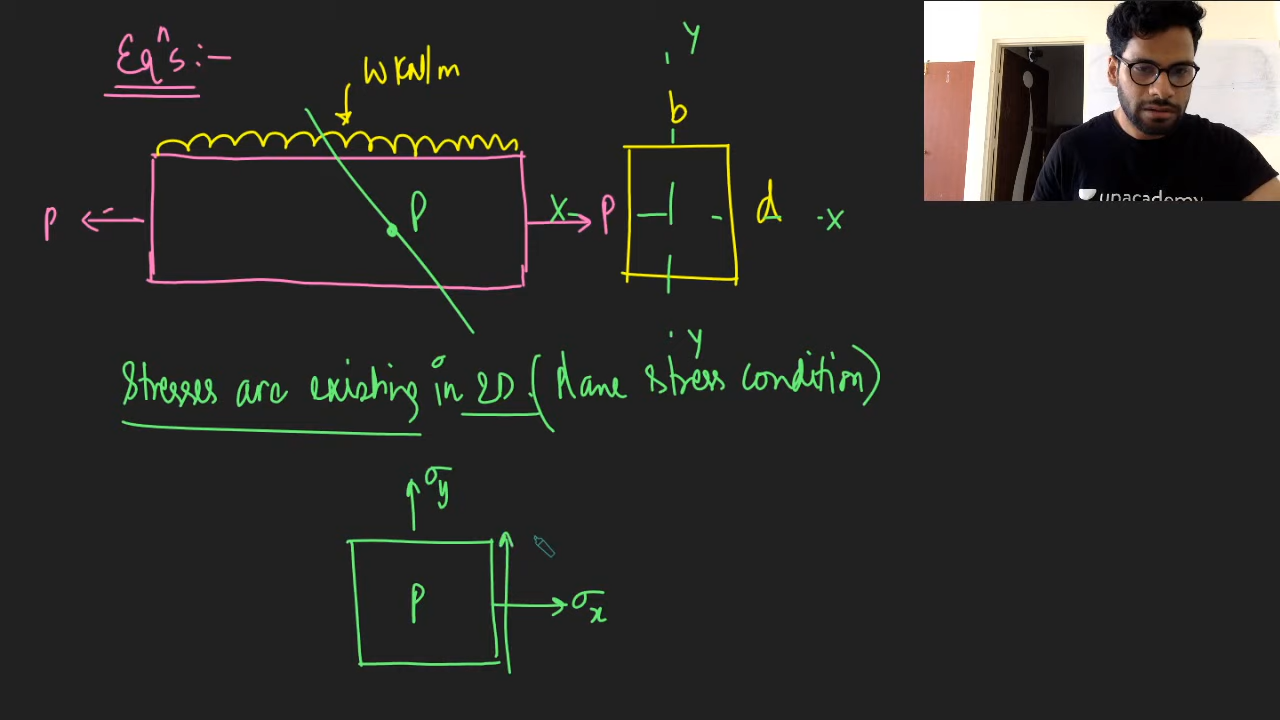 Eqⁿs :-
W KN/m
Y
b
P
P
X
P
d
X
Y
Stresses are existing in 2D. (Plane stress condition)
σy
P
σx
unacademy